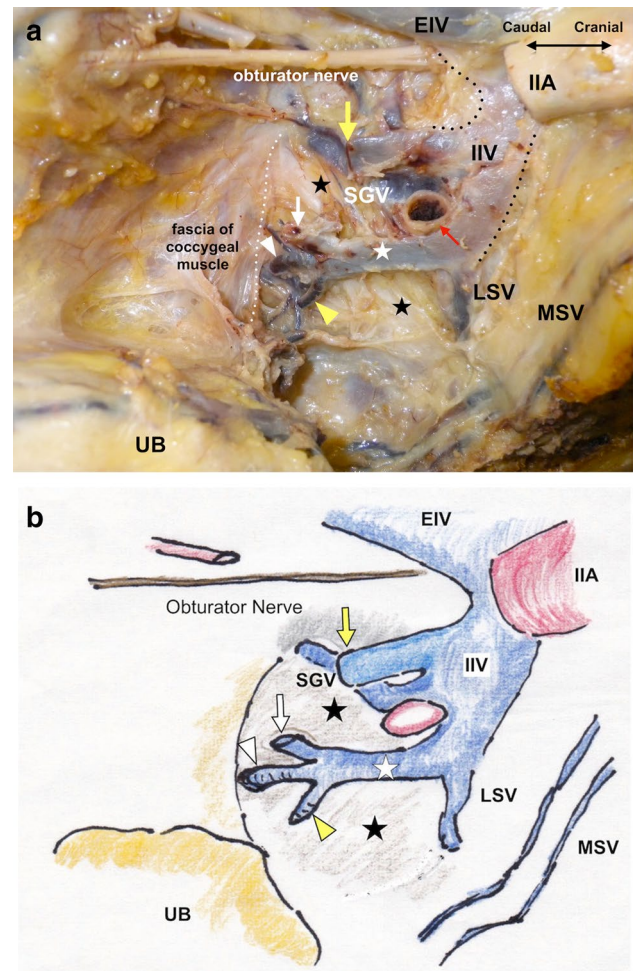 a
EIV
Caudal Cranial
obturator nerve
IIA
IIV
SGV
fascia of
coccygeal
muscle
LSV
MSV
UB
b
EIV
IIA
Obturator Nerve
IIV
SGV
LSV
MSV
UB